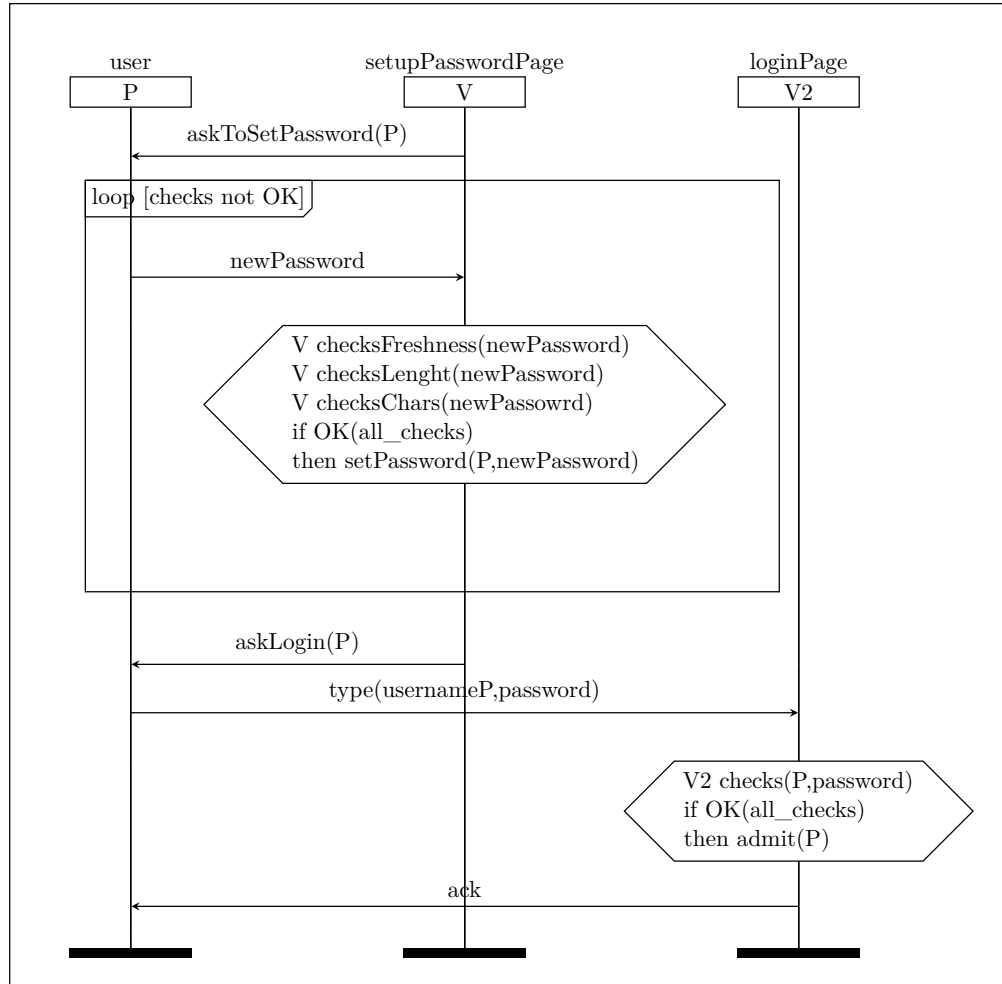 user
setupPasswordPage
loginPage
P
V
V2
askToSetPassword(P)
loop [checks not OK]
newPassword
V checksFreshness(newPassword)
V checksLenght(newPassword)
V checksChars(newPassowrd)
if OK(all_checks)
then setPassword(P,newPassword)
askLogin(P)
type(usernameP,password)
V2 checks(P,password)
if OK(all_checks)
then admit(P)
ack